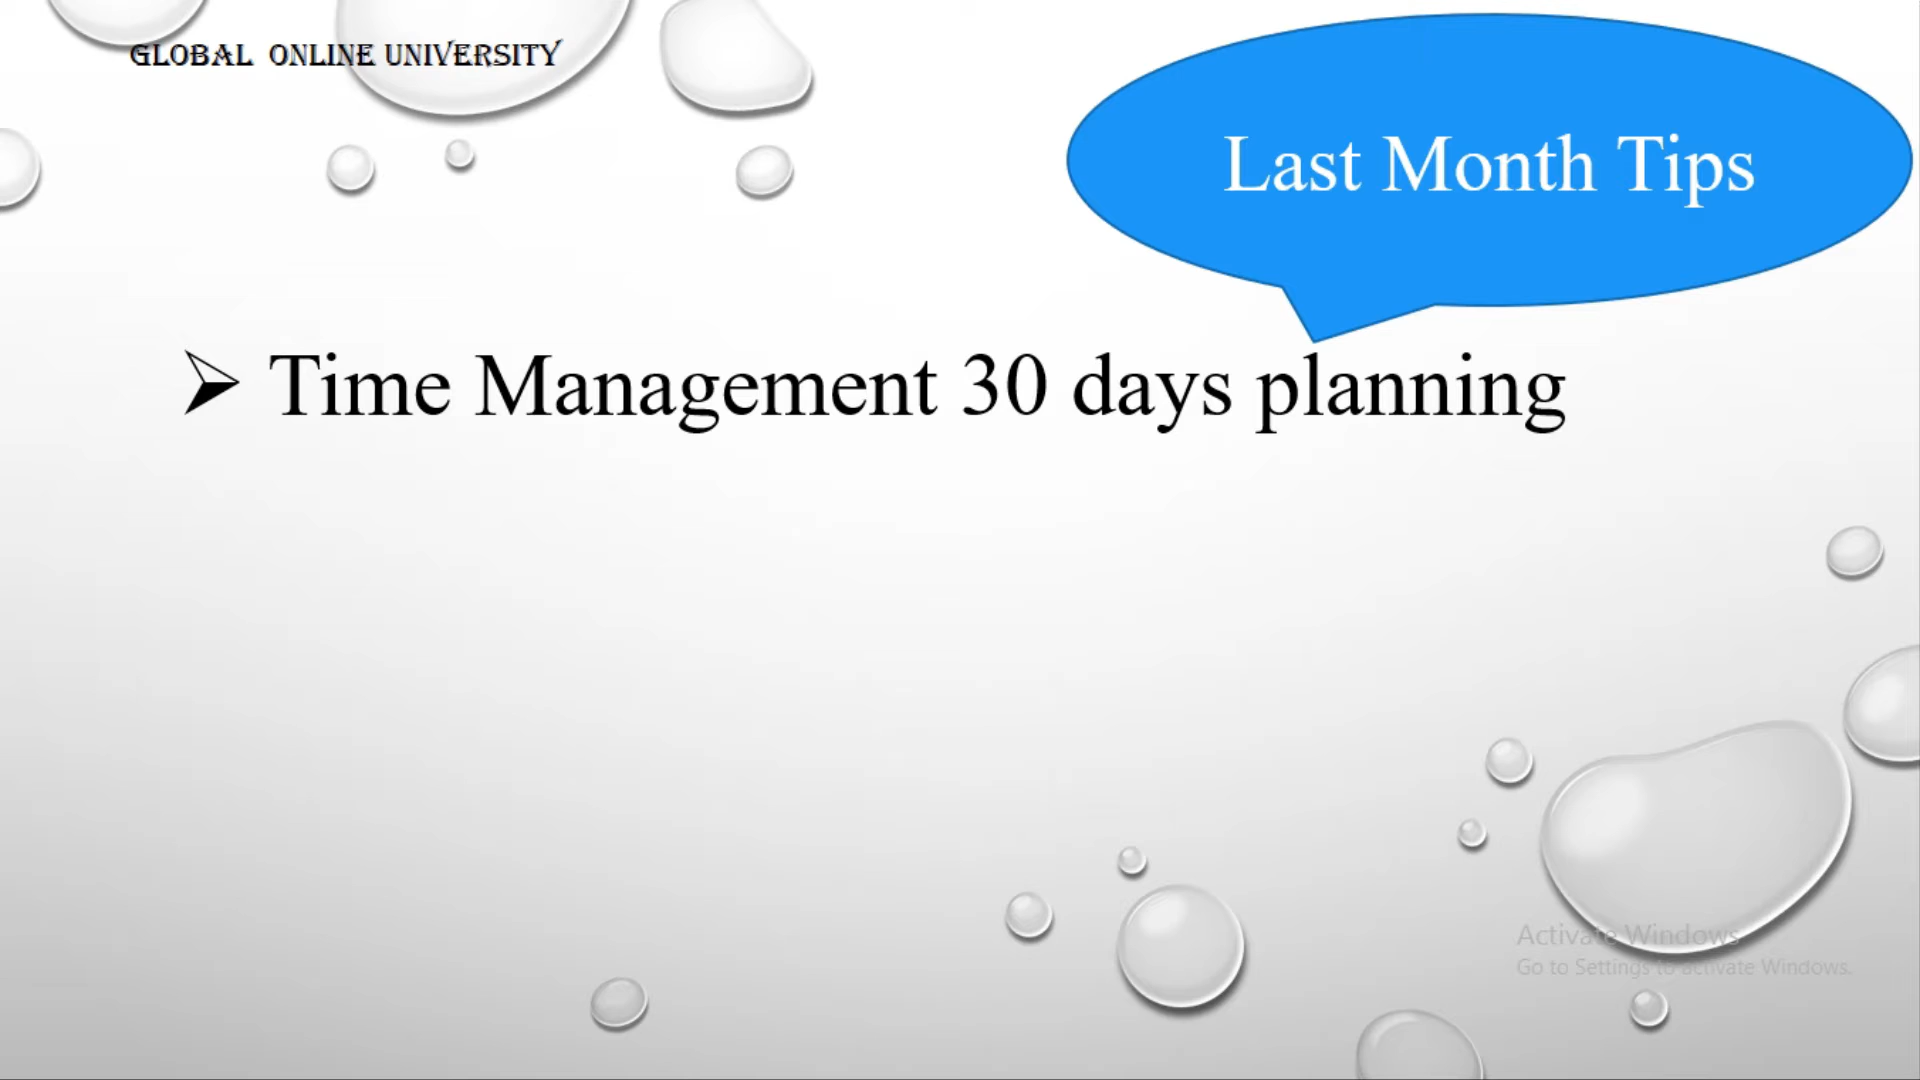 GLOBAL ONLINE UNIVERSITY
Last Month Tips
➢ Time Management 30 days planning
Activate Windows
Go to Settings to activate Windows.